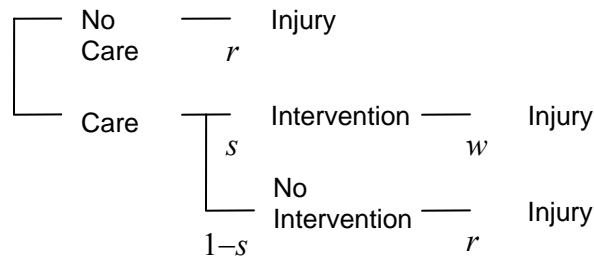 No Care
r
Injury
Care
s
Intervention
w
Injury
1–s
No Intervention
r
Injury